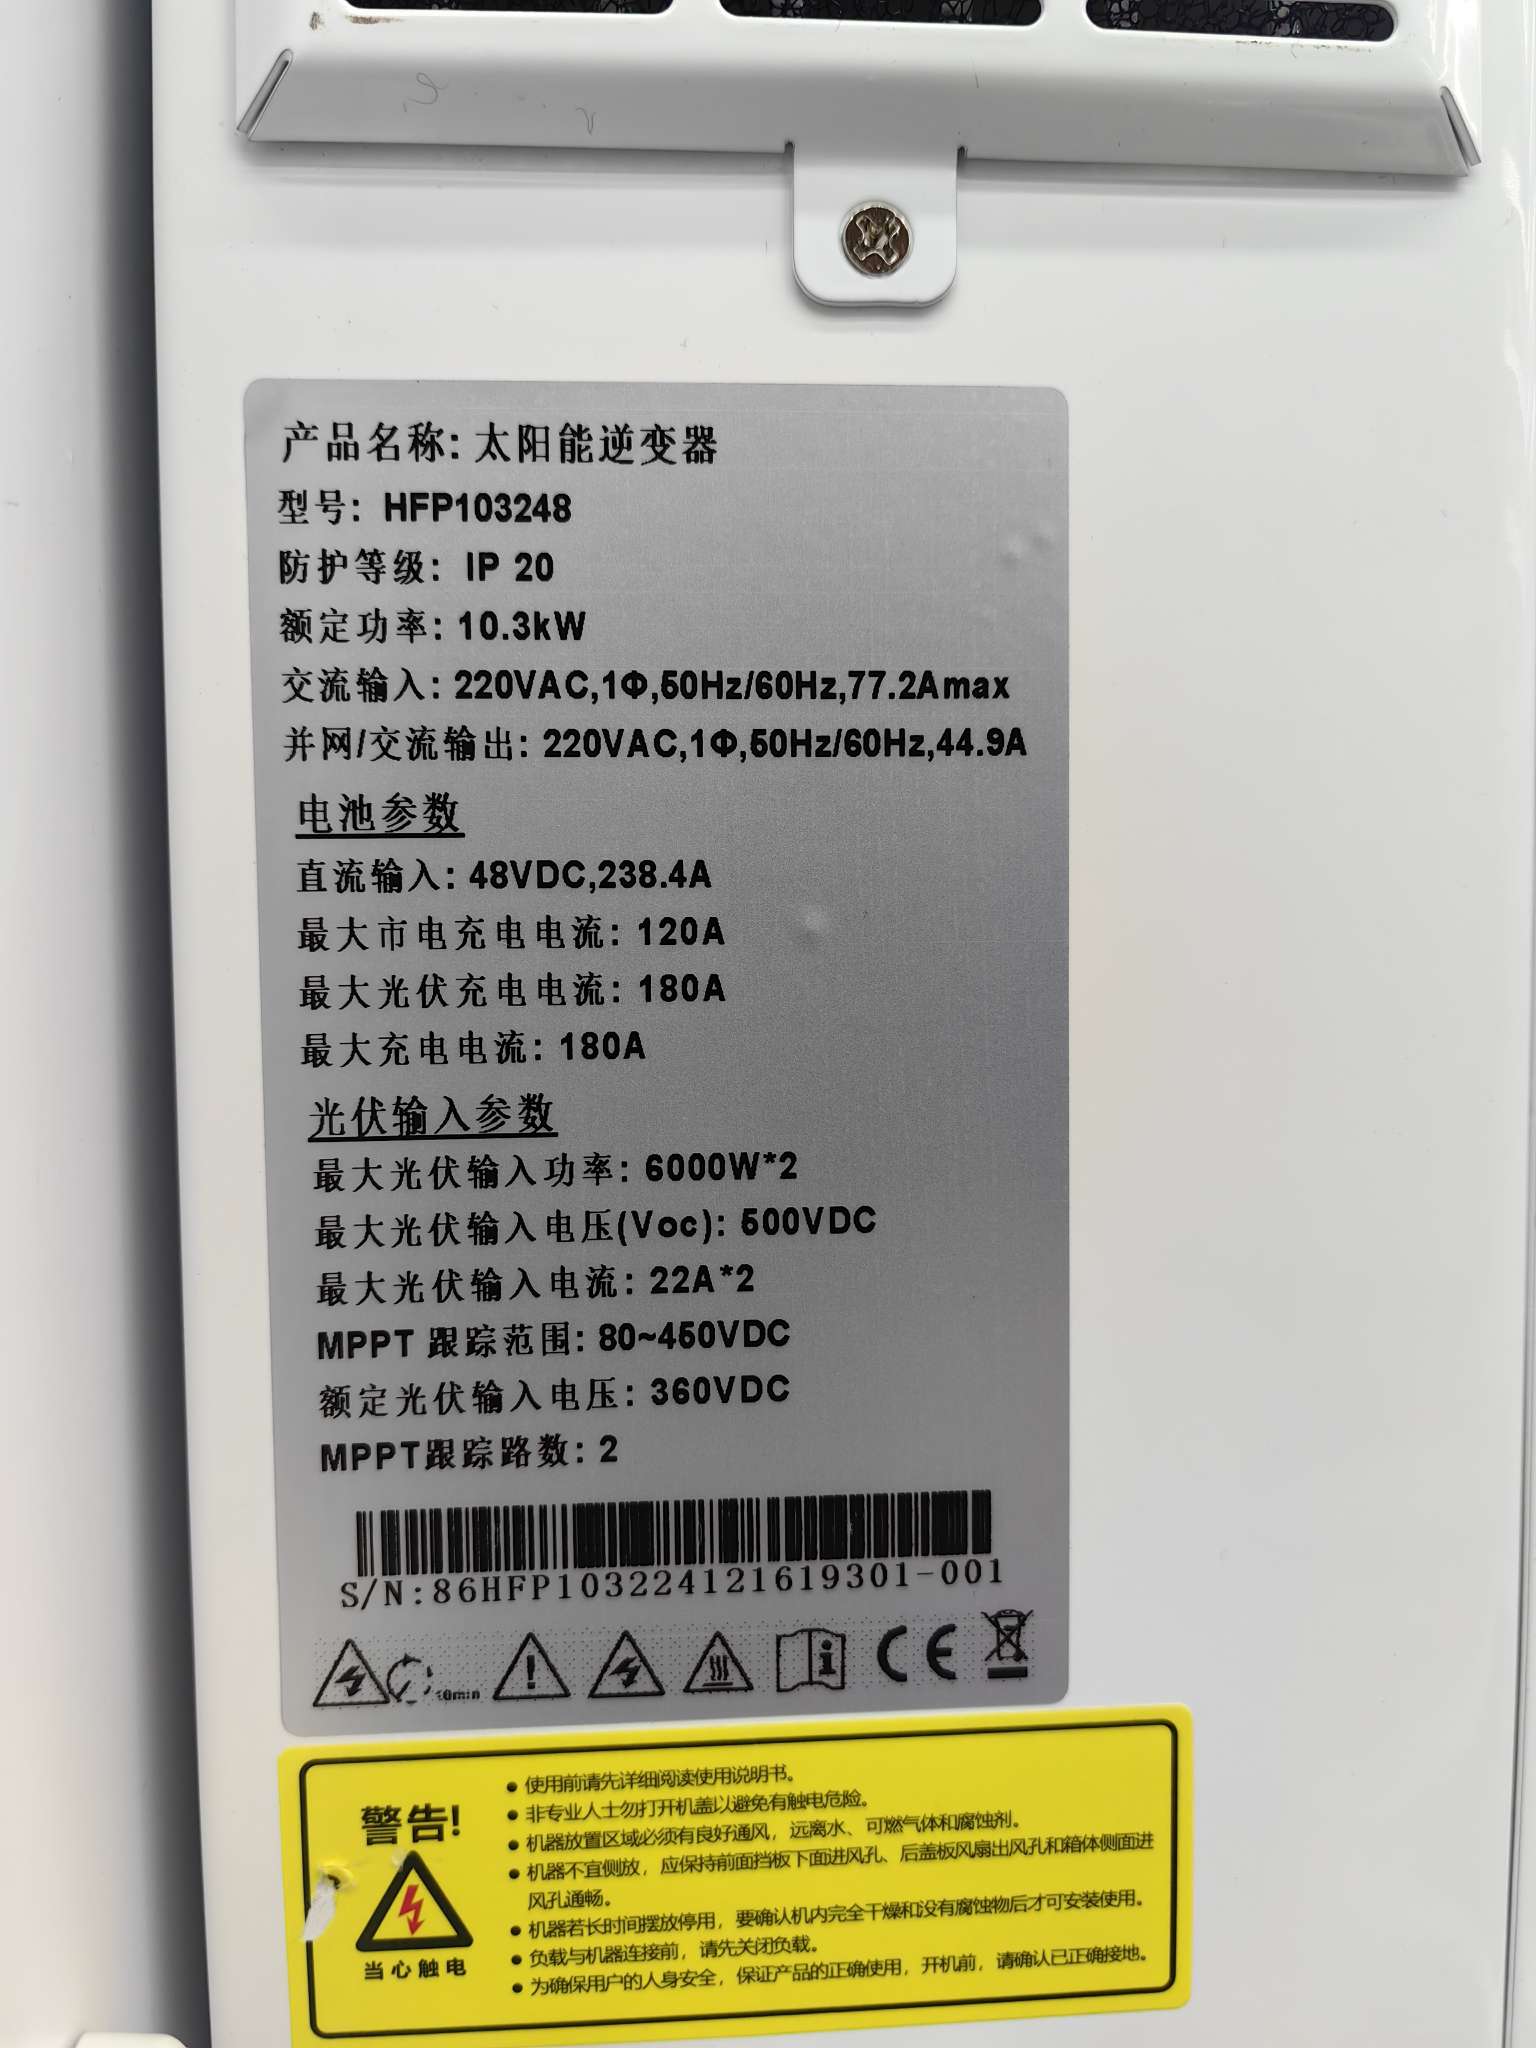 产品名称: 太阳能逆变器
型号: HFP103248
防护等级: IP 20
额定功率: 10.3kW
交流输入: 220VAC,1Φ,50Hz/60Hz,77.2Amax
并网/交流输出: 220VAC,1Φ,50Hz/60Hz,44.9A
电池参数
直流输入: 48VDC,238.4A
最大市电充电电流: 120A
最大光伏充电电流: 180A
最大充电电流: 180A
光伏输入参数
最大光伏输入功率: 6000W*2
最大光伏输入电压(Voc): 500VDC
最大光伏输入电流: 22A*2
MPPT 跟踪范围: 80~450VDC
额定光伏输入电压: 360VDC
MPPT跟踪路数: 2
S/N:86HFP103224121619301-001
CE
警告!
当心触电
● 使用前请先详细阅读使用说明书。
● 非专业人士勿打开机盖以避免有触电危险。
● 机器放置区域必须有良好通风，远离水、可燃气体和腐蚀剂。
● 机器不宜侧放，应保持前面挡板下面进风孔、后盖板风扇出风孔和箱体侧面进
风孔通畅。
● 机器若长时间摆放停用，要确认机内完全干燥和没有腐蚀物后才可安装使用。
● 负载与机器连接前，请先关闭负载。
● 为确保用户的人身安全，保证产品的正确使用，开机前，请确认已正确接地。